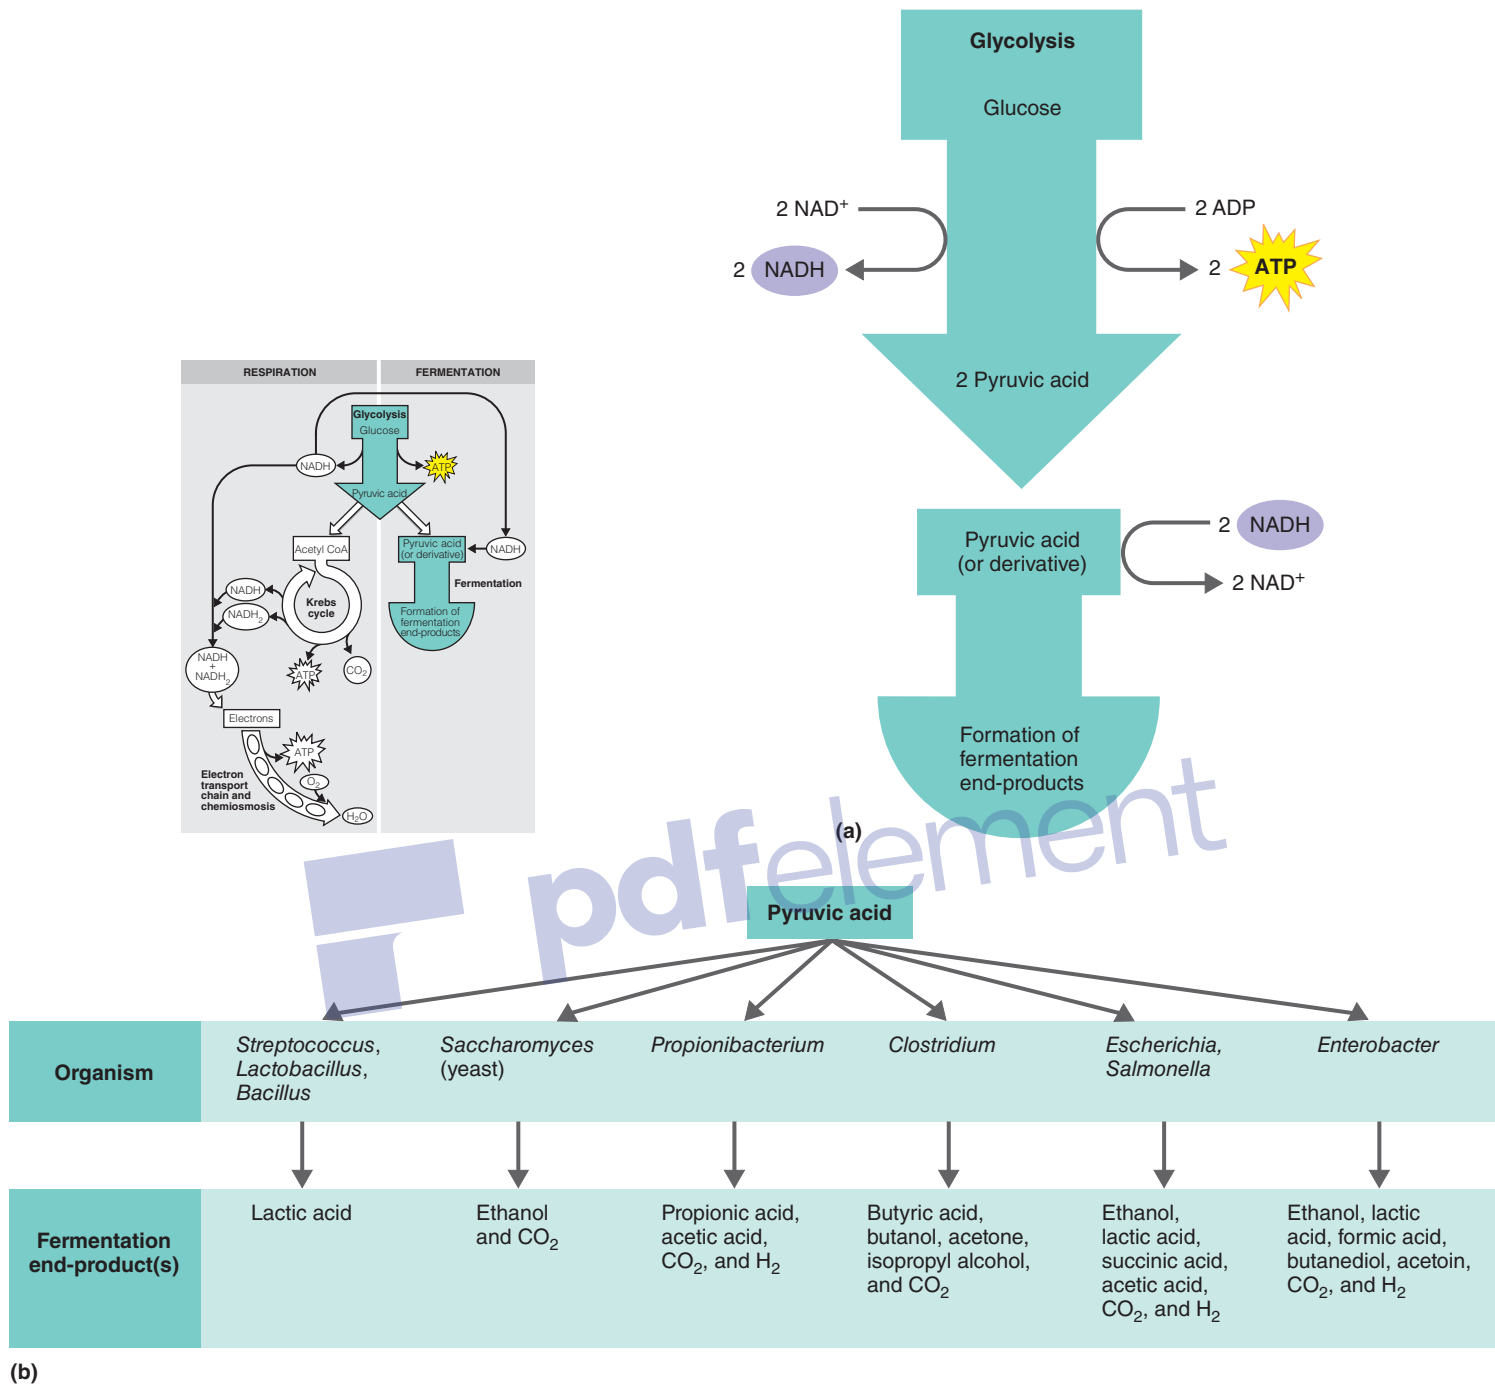 Glycolysis
Glucose
2 NAD+
2 NADH
2 ADP
2 ATP
2 Pyruvic acid
Pyruvic acid
(or derivative)
2 NADH
2 NAD+
Formation of
fermentation
end-products
(a)
RESPIRATION
FERMENTATION
Glycolysis
Glucose
NADH
ATP
Pyruvic acid
Acetyl CoA
Pyruvic acid
(or derivative)
NADH
Fermentation
NADH
NADH2
Krebs
cycle
Formation of
fermentation
end-products
NADH
+
NADH2
ATP
CO2
Electrons
ATP
O2
Electron
transport
chain and
chemiosmosis
H2O
pdfelement
Pyruvic acid
Organism
Streptococcus,
Lactobacillus,
Bacillus
Saccharomyces
(yeast)
Propionibacterium
Clostridium
Escherichia,
Salmonella
Enterobacter
Fermentation
end-product(s)
Lactic acid
Ethanol
and CO2
Propionic acid,
acetic acid,
CO2, and H2
Butyric acid,
butanol, acetone,
isopropyl alcohol,
and CO2
Ethanol,
lactic acid,
succinic acid,
acetic acid,
CO2, and H2
Ethanol, lactic
acid, formic acid,
butanediol, acetoin,
CO2, and H2
(b)